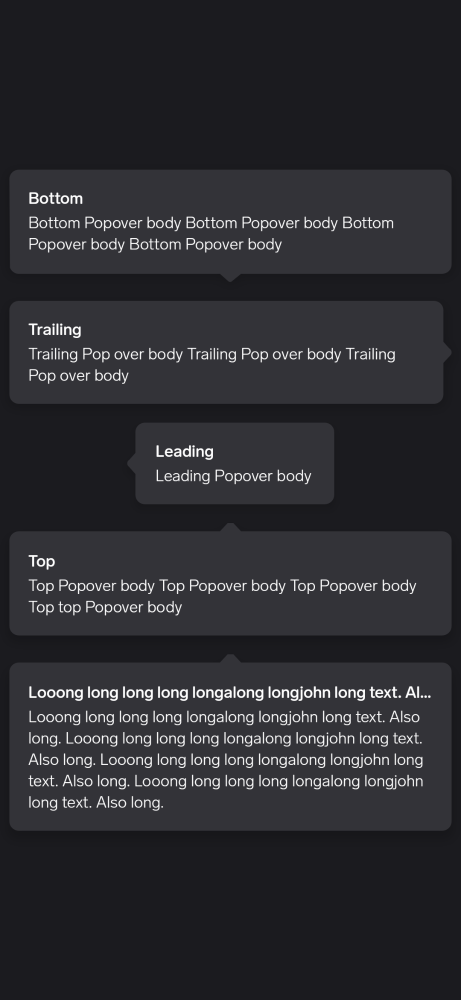 Bottom
Bottom Popover body Bottom Popover body Bottom
Popover body Bottom Popover body
Trailing
Trailing Pop over body Trailing Pop over body Trailing
Pop over body
Leading
Leading Popover body
Top
Top Popover body Top Popover body Top Popover body
Top top Popover body
Looong long long long longalong longjohn long text. Al...
Looong long long long longalong longjohn long text. Also
long. Looong long long long longalong longjohn long text.
Also long. Looong long long long longalong longjohn long
text. Also long. Looong long long long longalong longjohn
long text. Also long.